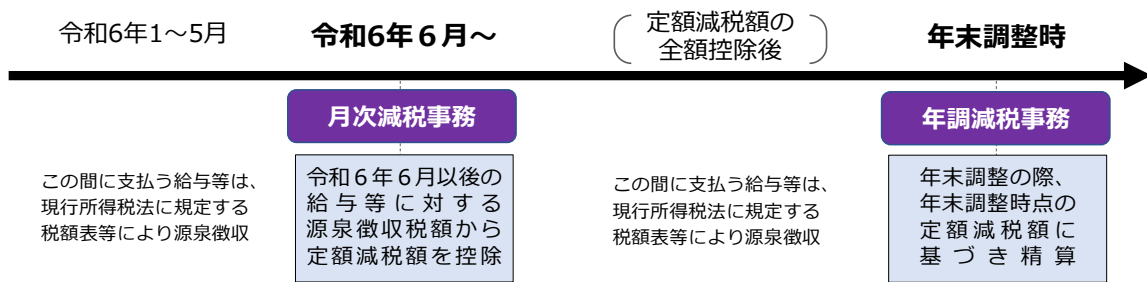 令和6年1～5月
令和6年６月～
定額減税額の
全額控除後
年末調整時
月次減税事務
年調減税事務
この間に支払う給与等は、
現行所得税法に規定する
税額表等により源泉徴収
令和６年６月以後の
給与等に対する
源泉徴収税額から
定額減税額を控除
この間に支払う給与等は、
現行所得税法に規定する
税額表等により源泉徴収
年末調整の際、
年末調整時点の
定額減税額に
基づき精算